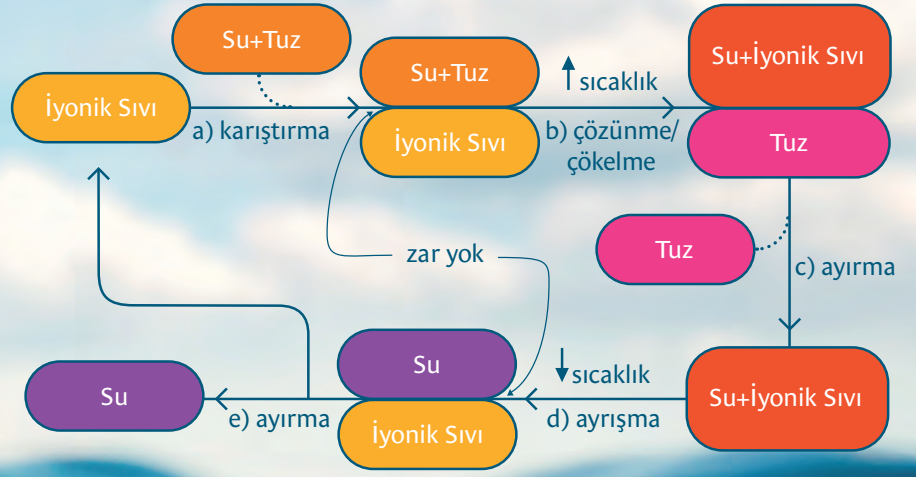 Su+Tuz
İyonik Sıvı
a) karıştırma
Su+Tuz
İyonik Sıvı
sıcaklık
b) çözünme/
çökelme
Su+İyonik Sıvı
Tuz
zar yok
Tuz
c) ayırma
Su+İyonik Sıvı
sıcaklık
d) ayrışma
Su
İyonik Sıvı
e) ayırma
Su